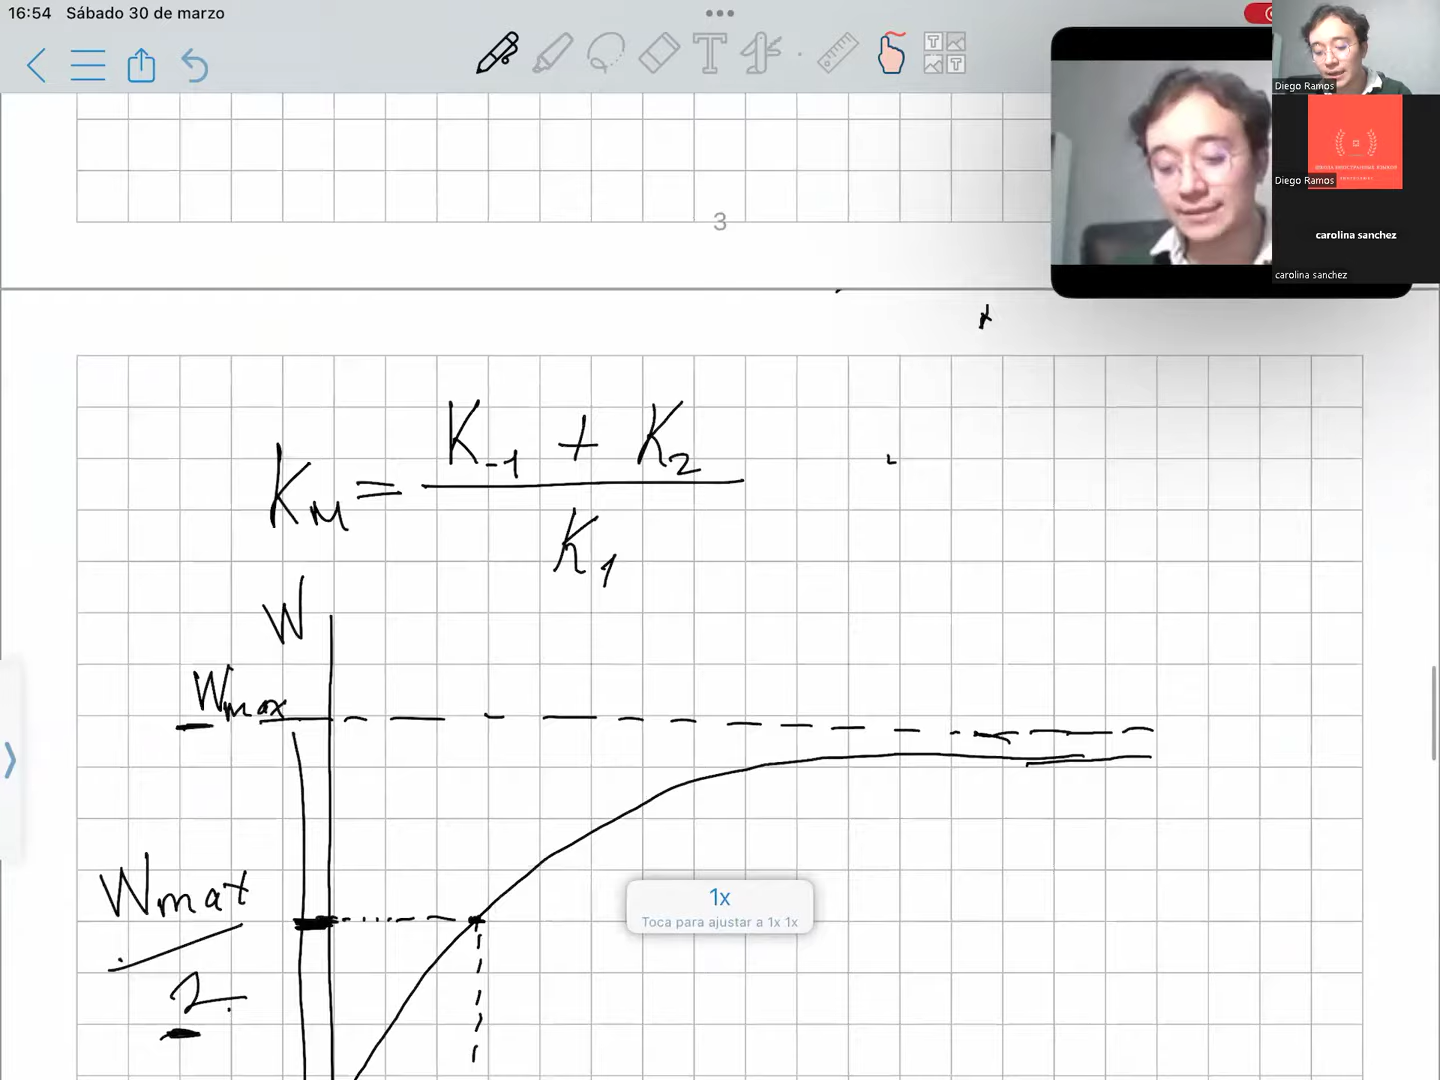 16:54 Sábado 30 de marzo
Diego Ramos
Diego Ramos
carolina sanchez
carolina sanchez
3
K-1 + K2
KM =
K1
W
Wmax
Wmax
2
1x
Toca para ajustar a 1x 1x